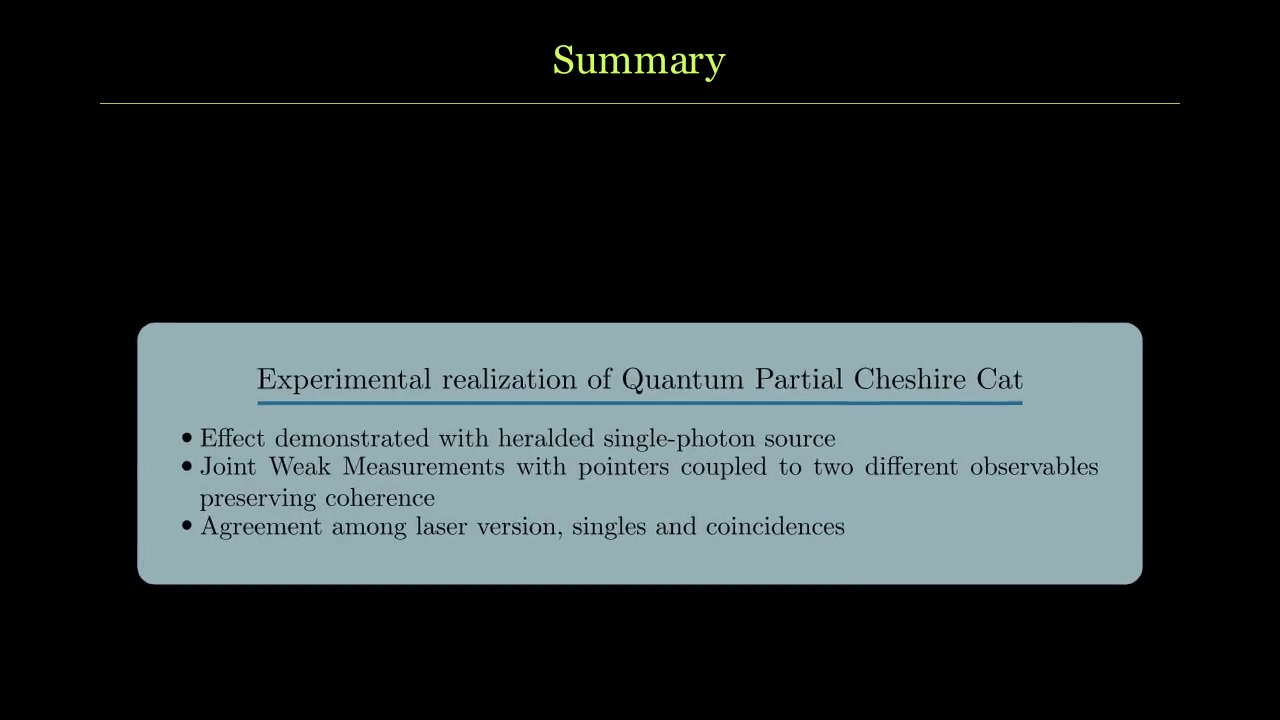 Summary
Experimental realization of Quantum Partial Cheshire Cat
• Effect demonstrated with heralded single-photon source
• Joint Weak Measurements with pointers coupled to two different observables
preserving coherence
• Agreement among laser version, singles and coincidences